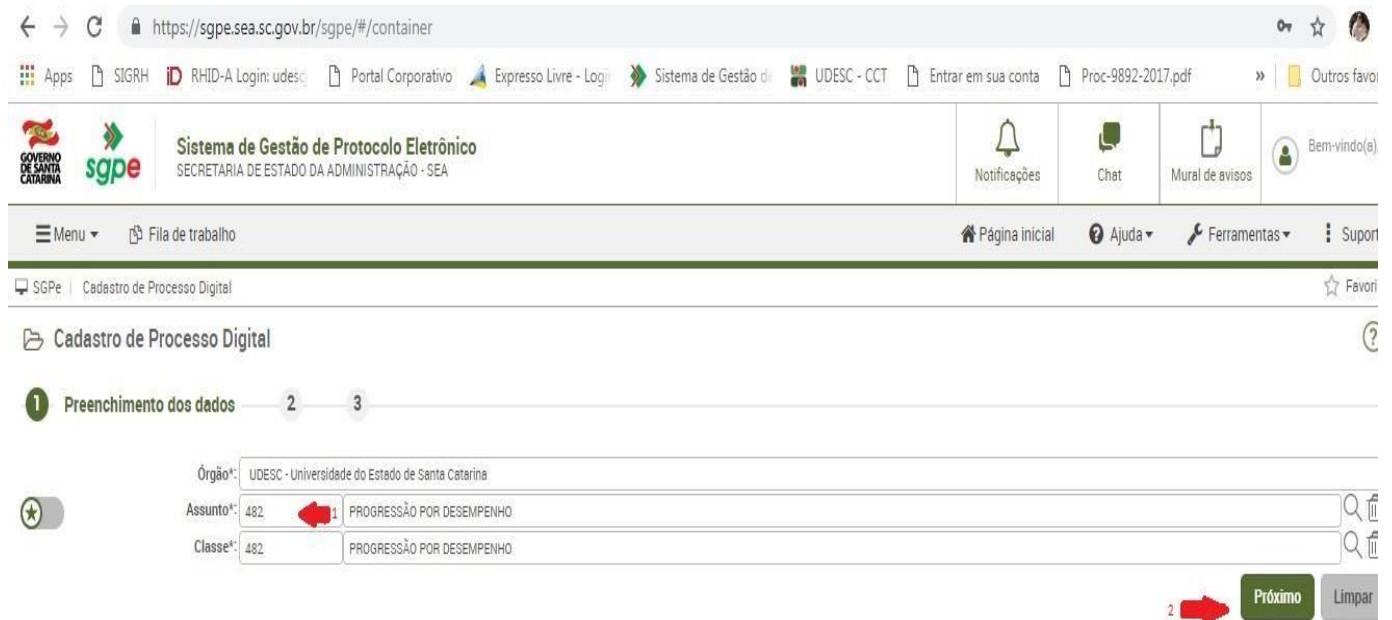 https://sgpe.sea.sc.gov.br/sgpe/#/container
Apps SIGRH iD RHID-A Login: udesc Portal Corporativo Expresso Livre - Logi Sistema de Gestão d UDESC - CCT Entrar em sua conta Proc-9892-2017.pdf » Outros favor
GOVERNO DE SANTA CATARINA
sgpe
Sistema de Gestão de Protocolo Eletrônico
SECRETARIA DE ESTADO DA ADMINISTRAÇÃO - SEA
Notificações Chat Mural de avisos Bem-vindo(a),
Menu Fila de trabalho Página inicial Ajuda Ferramentas Suport
SGPe | Cadastro de Processo Digital Favori
Cadastro de Processo Digital ?
1 Preenchimento dos dados 2 3
Órgão*: UDESC - Universidade do Estado de Santa Catarina
Assunto*: 482 1 PROGRESSÃO POR DESEMPENHO
Classe*: 482 PROGRESSÃO POR DESEMPENHO
2 Próximo Limpar